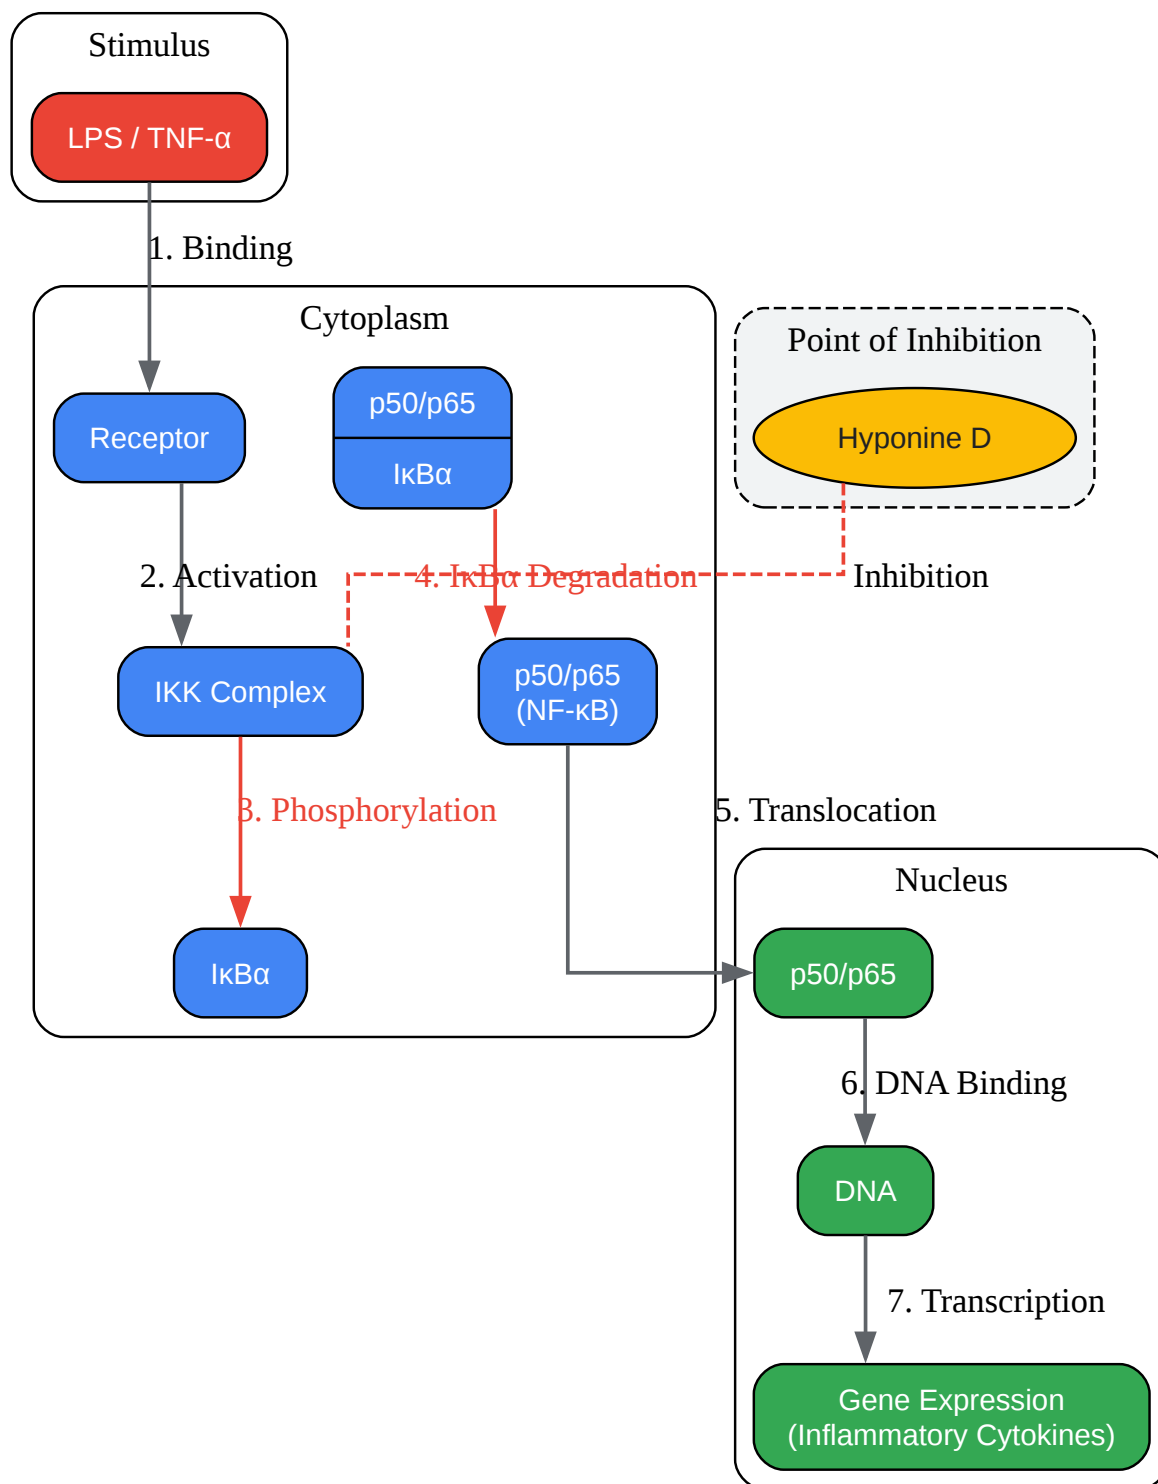 Stimulus
LPS / TNF-α
1. Binding
Cytoplasm
Point of Inhibition
p50/p65
IκBα
Receptor
Hyponine D
2. Activation
4. IκBα Degradation
Inhibition
IKK Complex
p50/p65
(NF-κB)
3. Phosphorylation
5. Translocation
Nucleus
IκBα
p50/p65
6. DNA Binding
DNA
7. Transcription
Gene Expression
(Inflammatory Cytokines)